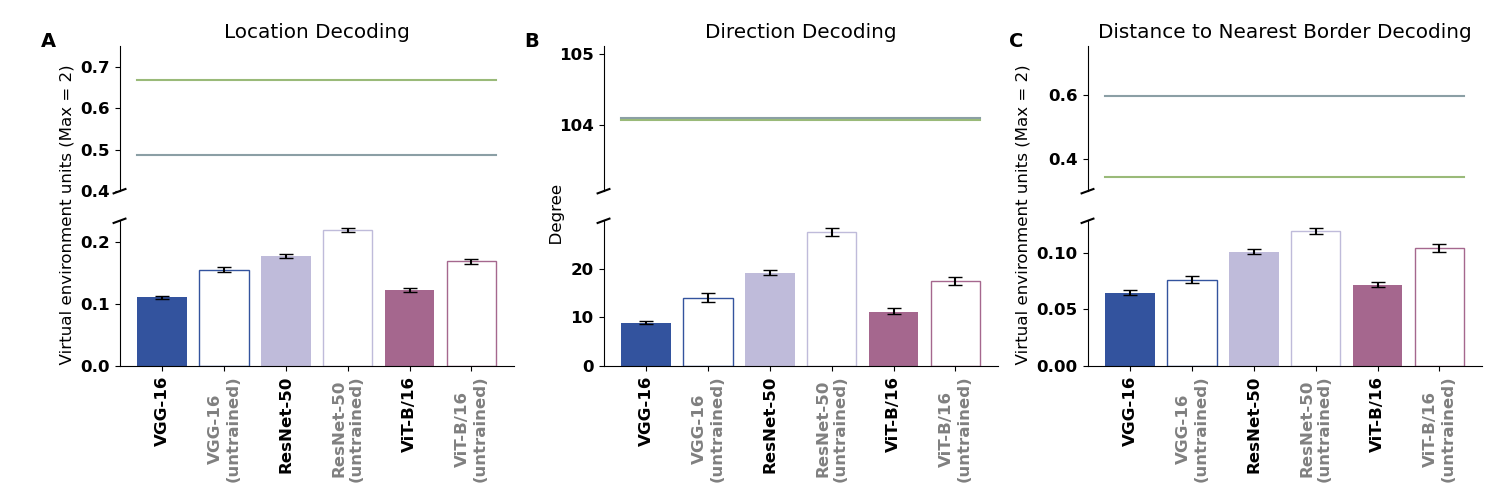 A
Location Decoding
Virtual environment units (Max = 2)
0.7
0.6
0.5
0.4
0.2
0.1
0.0
VGG-16
VGG-16
(untrained)
ResNet-50
ResNet-50
(untrained)
ViT-B/16
ViT-B/16
(untrained)
B
Direction Decoding
Degree
105
104
20
10
0
VGG-16
VGG-16
(untrained)
ResNet-50
ResNet-50
(untrained)
ViT-B/16
ViT-B/16
(untrained)
C
Distance to Nearest Border Decoding
Virtual environment units (Max = 2)
0.6
0.4
0.10
0.05
0.00
VGG-16
VGG-16
(untrained)
ResNet-50
ResNet-50
(untrained)
ViT-B/16
ViT-B/16
(untrained)